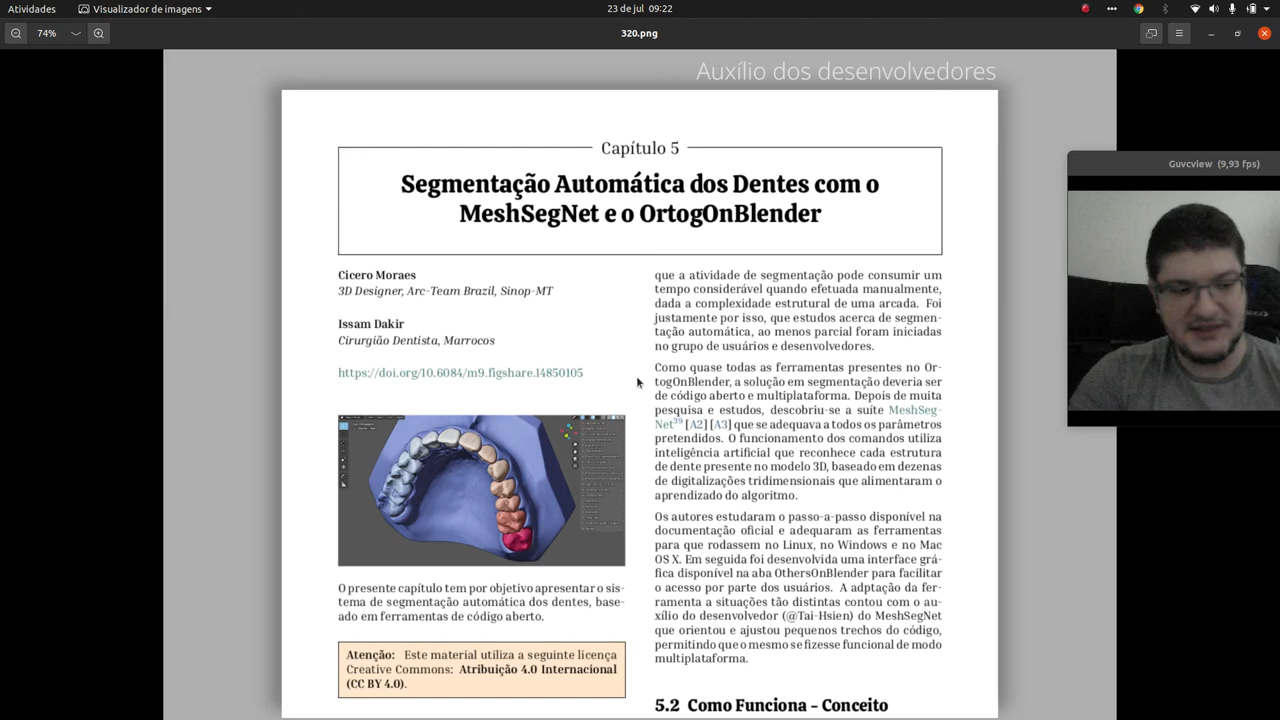 Atividades
Visualizador de imagens
23 de jul 09:22
74%
320.png
Auxílio dos desenvolvedores
Capítulo 5
Segmentação Automática dos Dentes com o
MeshSegNet e o OrtogOnBlender
Cicero Moraes
3D Designer, Arc-Team Brazil, Sinop-MT
Issam Dakir
Cirurgião Dentista, Marrocos
https://doi.org/10.6084/m9.figshare.14850105
O presente capítulo tem por objetivo apresentar o sis-
tema de segmentação automática dos dentes, base-
ado em ferramentas de código aberto.
Atenção: Este material utiliza a seguinte licença
Creative Commons: Atribuição 4.0 Internacional
(CC BY 4.0).
que a atividade de segmentação pode consumir um
tempo considerável quando efetuada manualmente,
dada a complexidade estrutural de uma arcada. Foi
justamente por isso, que estudos acerca de segmen-
tação automática, ao menos parcial foram iniciadas
no grupo de usuários e desenvolvedores.
Como quase todas as ferramentas presentes no Or-
togOnBlender, a solução em segmentação deveria ser
de código aberto e multiplataforma. Depois de muita
pesquisa e estudos, descobriu-se a suíte MeshSeg-
Net39 [A2] [A3] que se adequava a todos os parâmetros
pretendidos. O funcionamento dos comandos utiliza
inteligência artificial que reconhece cada estrutura
de dente presente no modelo 3D, baseado em dezenas
de digitalizações tridimensionais que alimentaram o
aprendizado do algoritmo.
Os autores estudaram o passo-a-passo disponível na
documentação oficial e adequaram as ferramentas
para que rodassem no Linux, no Windows e no Mac
OS X. Em seguida foi desenvolvida uma interface grá-
fica disponível na aba OthersOnBlender para facilitar
o acesso por parte dos usuários. A adptação da fer-
ramenta a situações tão distintas contou com o au-
xílio do desenvolvedor (@Tai-Hsien) do MeshSegNet
que orientou e ajustou pequenos trechos do código,
permitindo que o mesmo se fizesse funcional de modo
multiplataforma.
5.2 Como Funciona - Conceito
Guvcview (9,93 fps)